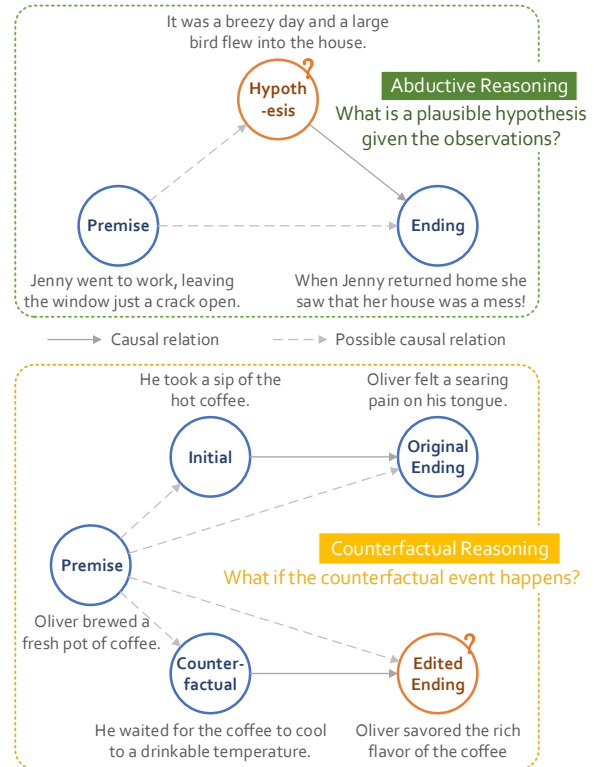 It was a breezy day and a large
bird flew into the house.
?
Hypoth
-esis
Abductive Reasoning
What is a plausible hypothesis
given the observations?
Premise
Ending
Jenny went to work, leaving
the window just a crack open.
When Jenny returned home she
saw that her house was a mess!
Causal relation
Possible causal relation
He took a sip of the
hot coffee.
Oliver felt a searing
pain on his tongue.
Initial
Original
Ending
Counterfactual Reasoning
What if the counterfactual event happens?
Premise
Oliver brewed a
fresh pot of coffee.
?
Counter-
factual
Edited
Ending
He waited for the coffee to cool
to a drinkable temperature.
Oliver savored the rich
flavor of the coffee